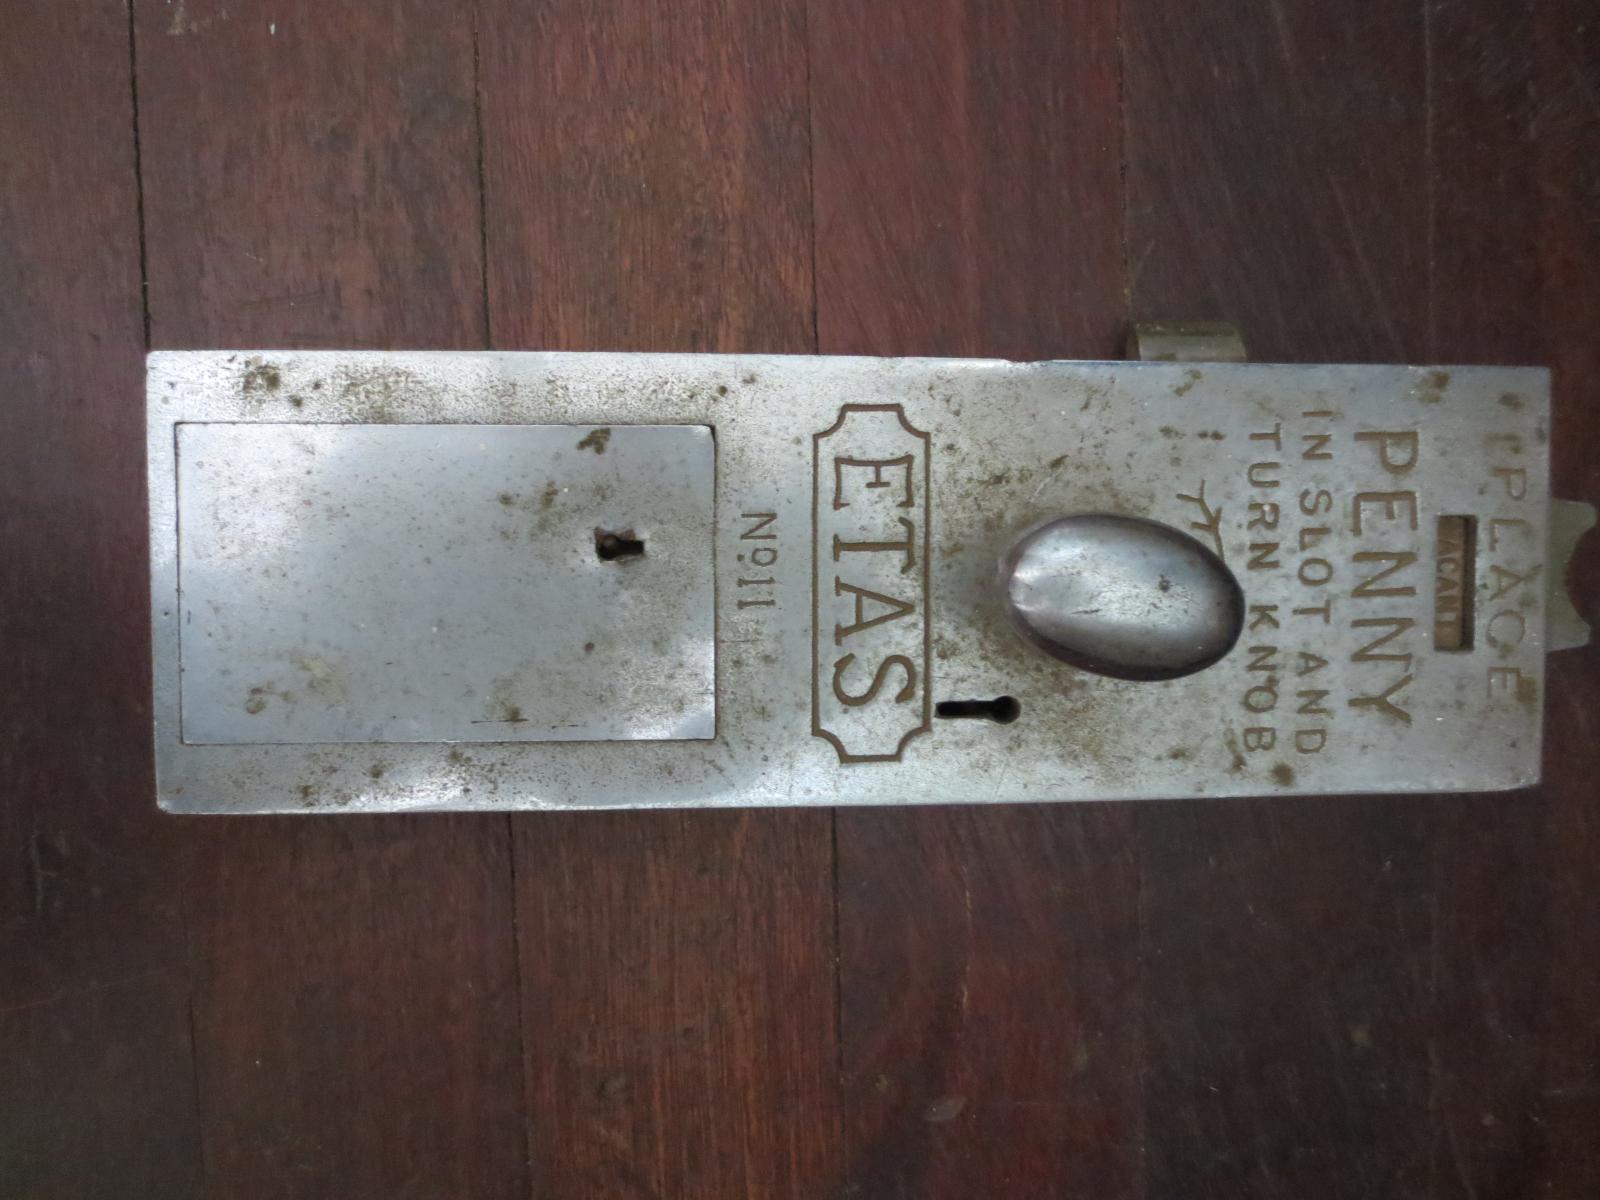 PLACE
VACANT
PENNY
IN SLOT AND
TURN KNOB
ETAS
No 11